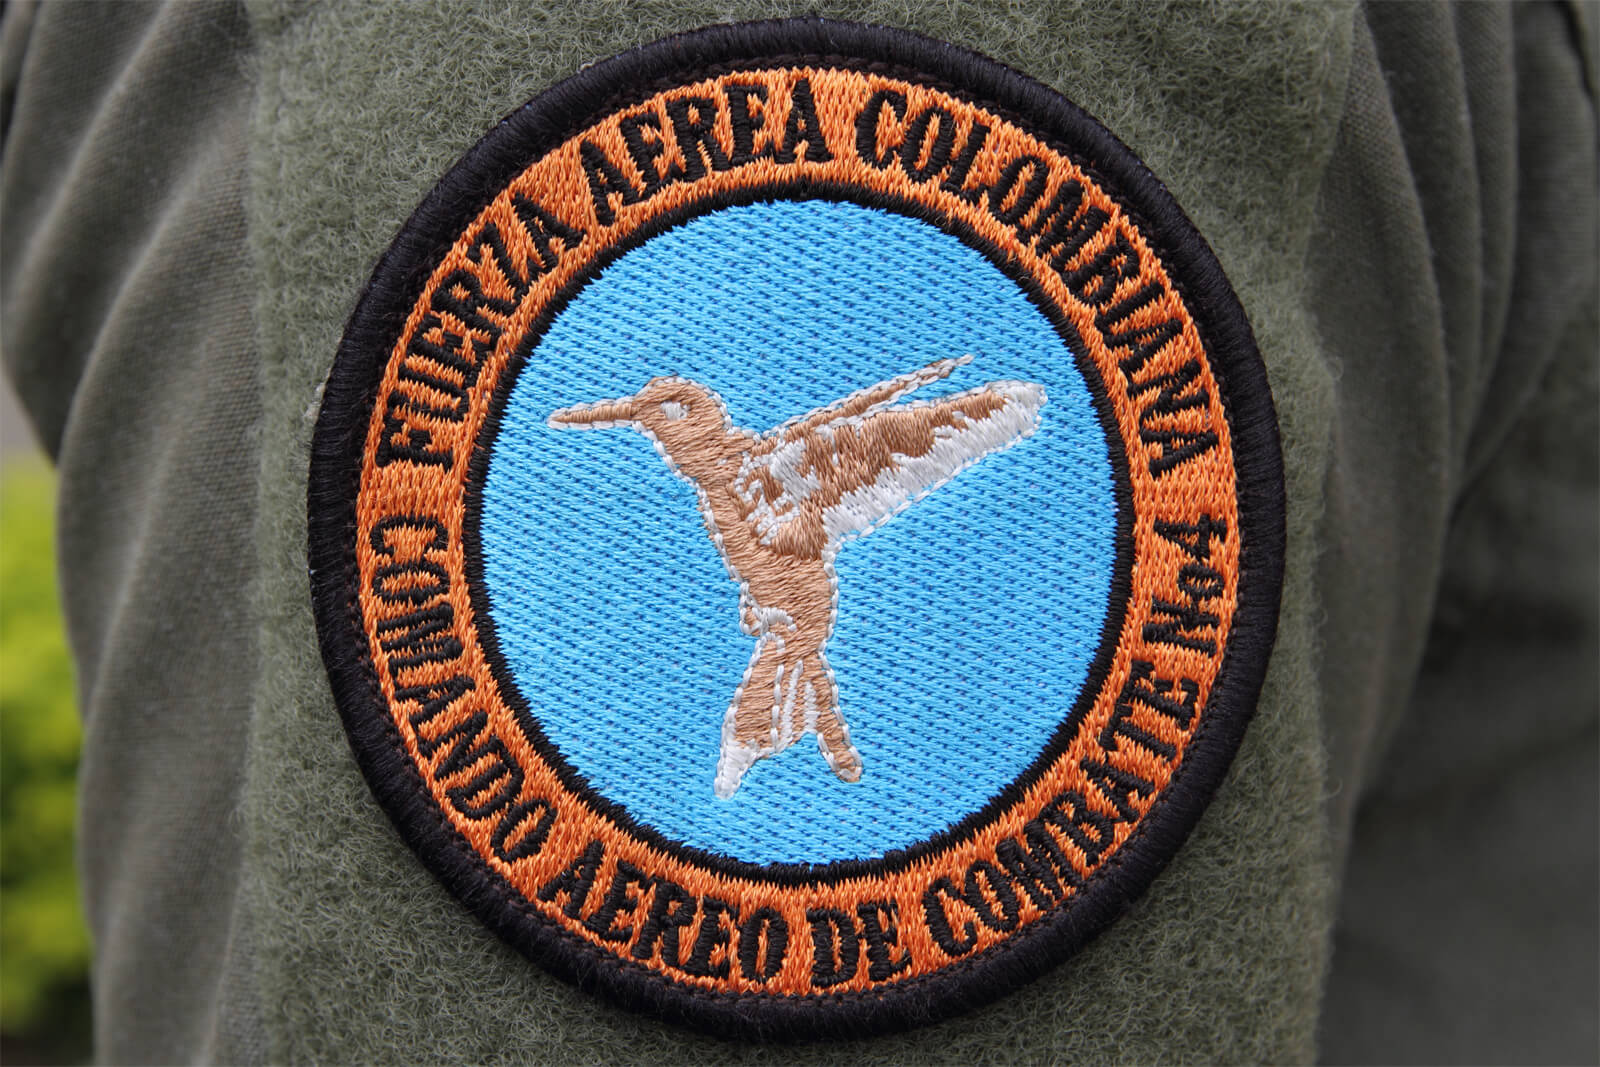 FUERZA AEREA COLOMBIANA
COMANDO AEREO DE COMBATE No4